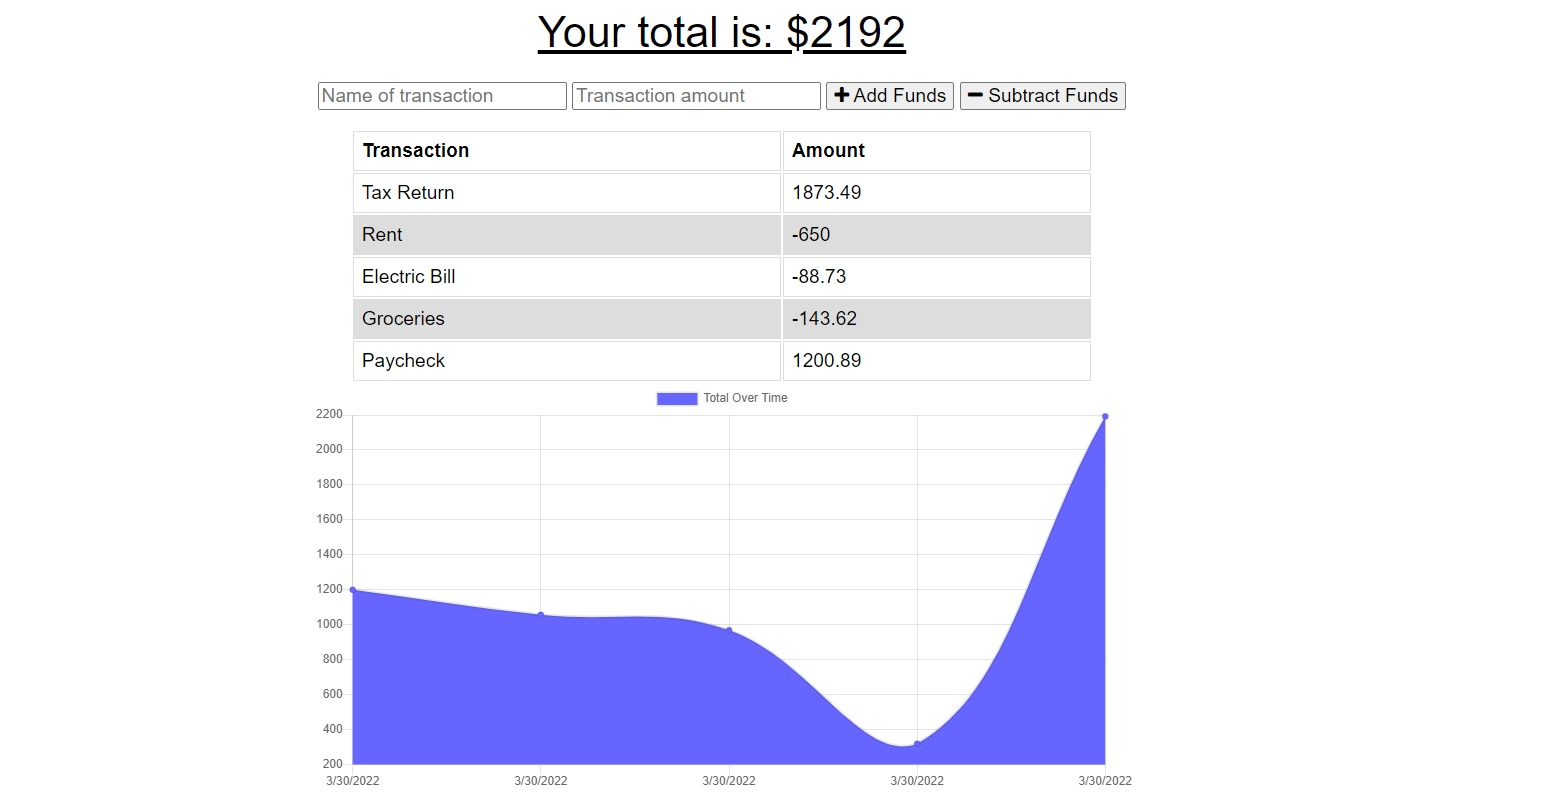 Your total is: $2192
Name of transaction Transaction amount Add Funds Subtract Funds
Transaction Amount
Tax Return 1873.49
Rent -650
Electric Bill -88.73
Groceries -143.62
Paycheck 1200.89
Total Over Time
2200
2000
1800
1600
1400
1200
1000
800
600
400
200
3/30/2022 3/30/2022 3/30/2022 3/30/2022 3/30/2022